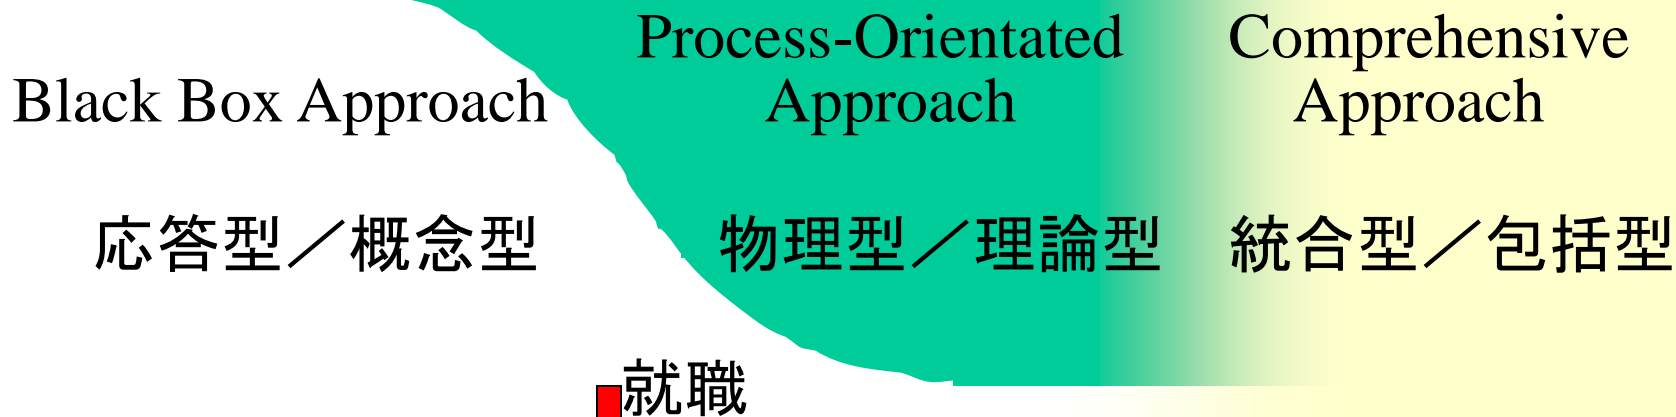 Black Box Approach
Process-Orientated
Approach
Comprehensive
Approach
応答型／概念型
物理型／理論型
統合型／包括型
就職